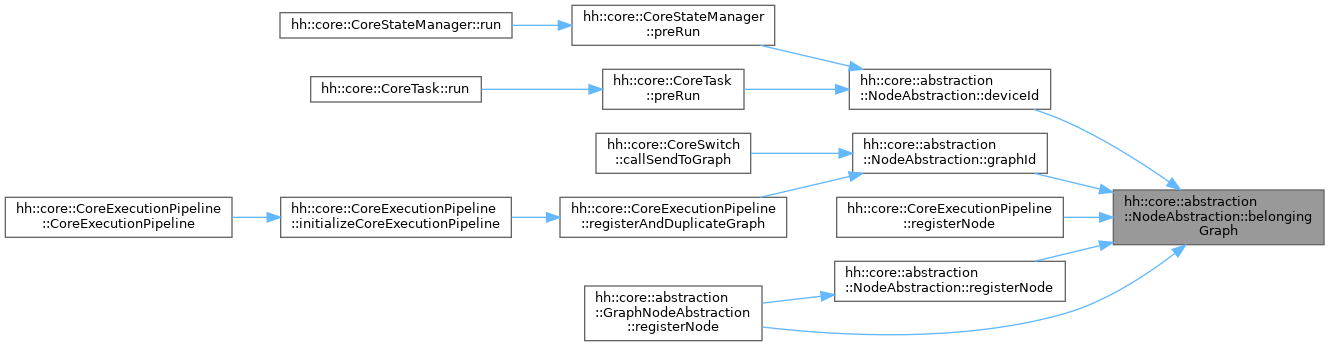 hh::core::CoreStateManager::run
hh::core::CoreStateManager
::preRun
hh::core::CoreTask::run
hh::core::CoreTask
::preRun
hh::core::abstraction
::NodeAbstraction::deviceId
hh::core::CoreSwitch
::callSendToGraph
hh::core::abstraction
::NodeAbstraction::graphId
hh::core::CoreExecutionPipeline
::CoreExecutionPipeline
hh::core::CoreExecutionPipeline
::initializeCoreExecutionPipeline
hh::core::CoreExecutionPipeline
::registerAndDuplicateGraph
hh::core::CoreExecutionPipeline
::registerNode
hh::core::abstraction
::NodeAbstraction::belonging
Graph
hh::core::abstraction
::NodeAbstraction::registerNode
hh::core::abstraction
::GraphNodeAbstraction
::registerNode